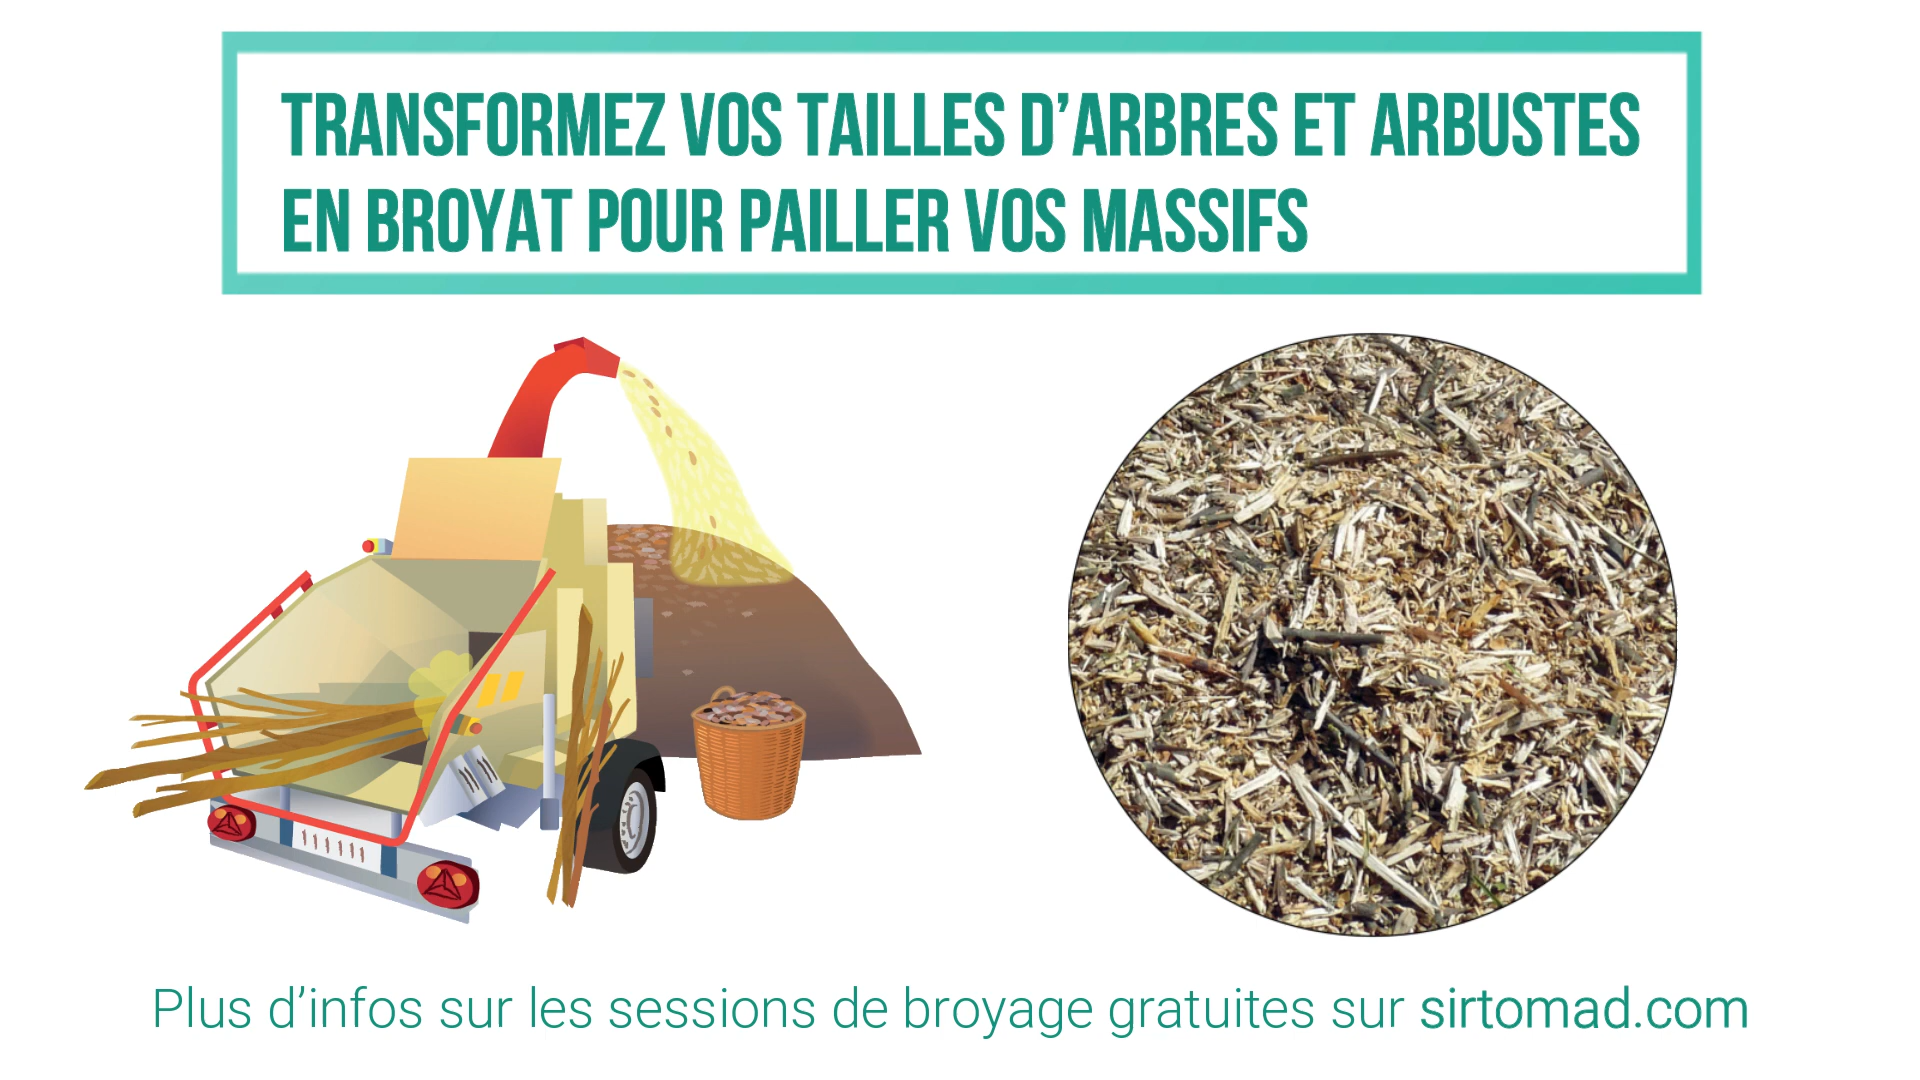 TRANSFORMEZ VOS TAILLES D’ARBRES ET ARBUSTES
EN BROYAT POUR PAILLER VOS MASSIFS
Plus d’infos sur les sessions de broyage gratuites sur sirtomad.com